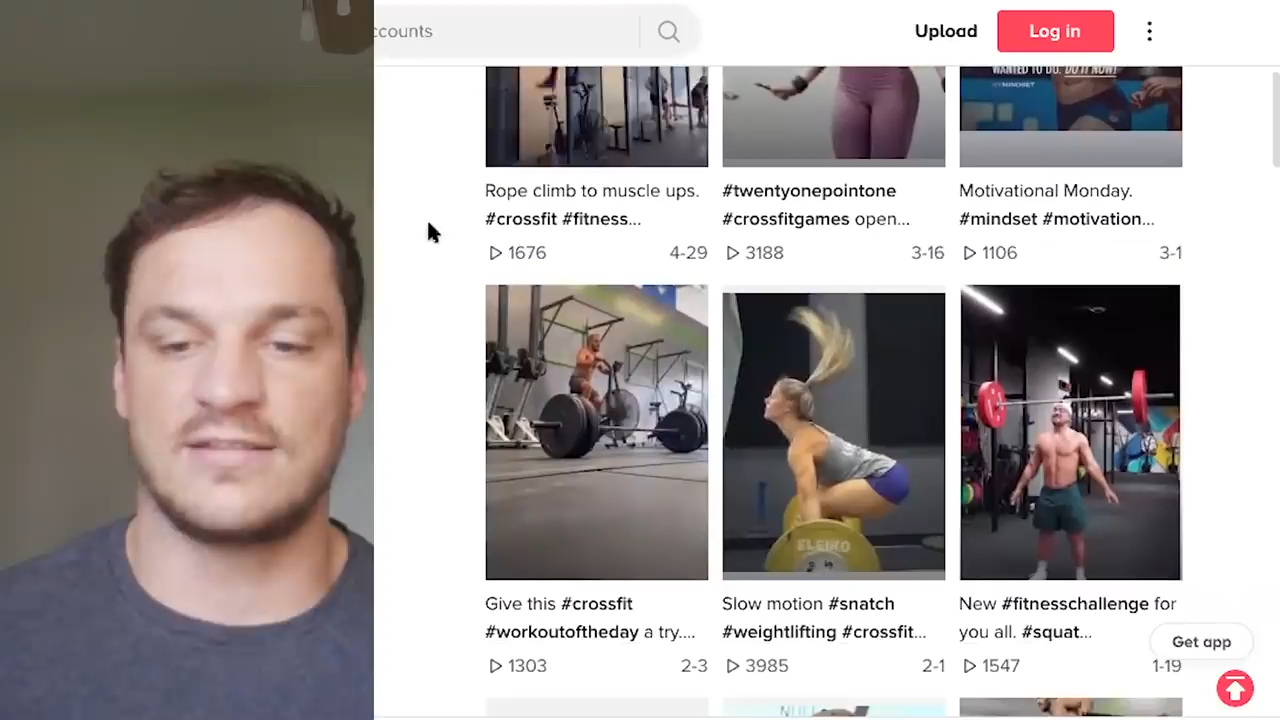 ccounts
Upload
Log in
WANTED TO DO. DO IT NOW!
Rope climb to muscle ups.
#crossfit #fitness...
1676
4-29
#twentyonepointone
#crossfitgames open...
3188
3-16
Motivational Monday.
#mindset #motivation...
1106
3-1
ELEIKO
Give this #crossfit
#workoutoftheday a try....
1303
2-3
Slow motion #snatch
#weightlifting #crossfit...
3985
2-1
New #fitnesschallenge for
you all. #squat...
1547
1-19
Get app